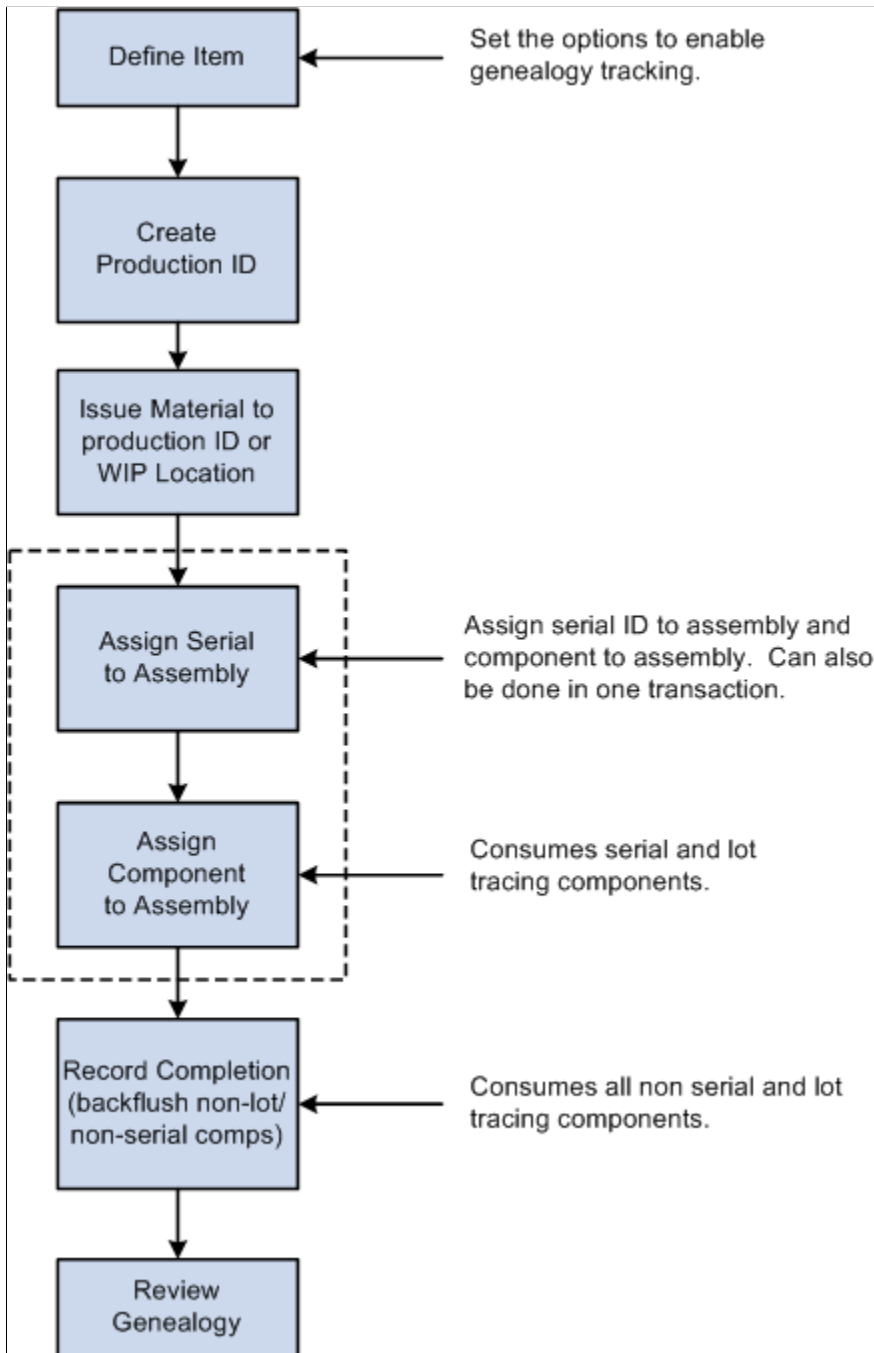 Define Item
Set the options to enable
genealogy tracking.
Create
Production ID
Issue Material to
production ID or
WIP Location
Assign Serial
to Assembly
Assign serial ID to assembly and
component to assembly.  Can also
be done in one transaction.
Assign
Component
to Assembly
Consumes serial and lot
tracing components.
Record Completion
(backflush non-lot/
non-serial comps)
Consumes all non serial and lot
tracing components.
Review
Genealogy